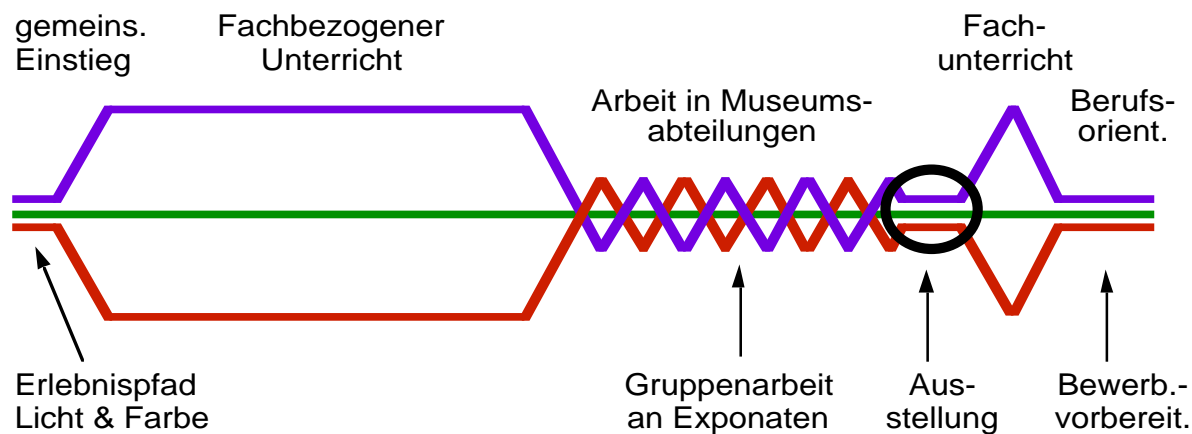 gemeins.
Einstieg
Fachbezogener
Unterricht
Arbeit in Museums-
abteilungen
Fach-
unterricht
Berufs-
orient.
Erlebnispfad
Licht & Farbe
Gruppenarbeit
an Exponaten
Aus-
stellung
Bewerb.-
vorbereit.